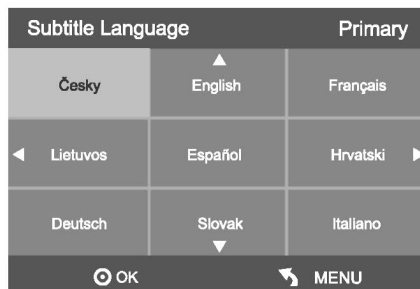 Subtitle Language Primary
Česky English Français
Lietuvos Español Hrvatski
Deutsch Slovak Italiano
OK MENU